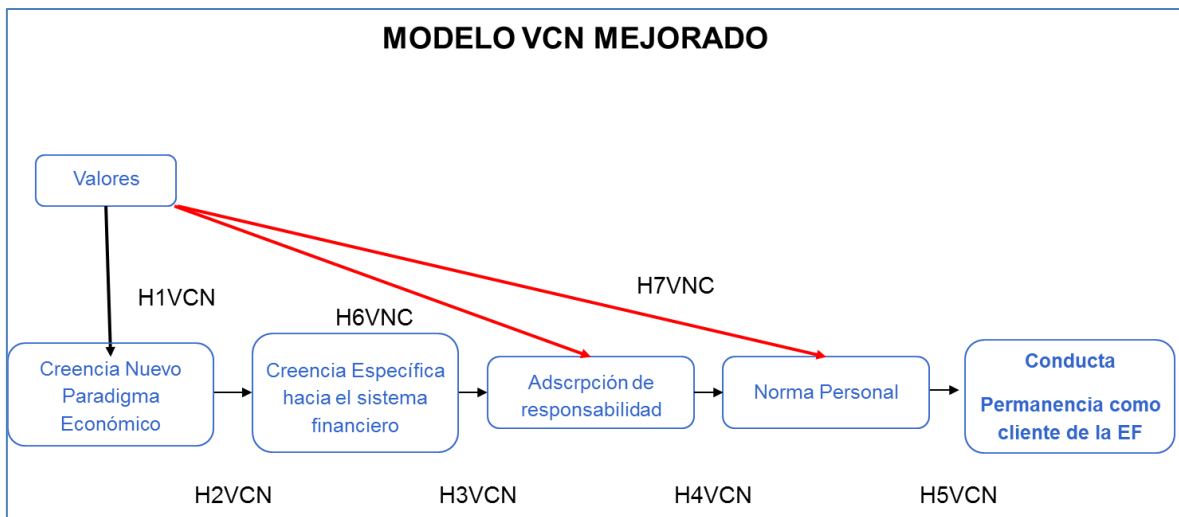 MODELO VCN MEJORADO
Valores
H1VCN
H6VNC
H7VNC
Creencia Nuevo
Paradigma
Económico
Creencia Específica
hacia el sistema
financiero
Adscrpción de
responsabilidad
Norma Personal
Conducta
Permanencia como
cliente de la EF
H2VCN
H3VCN
H4VCN
H5VCN